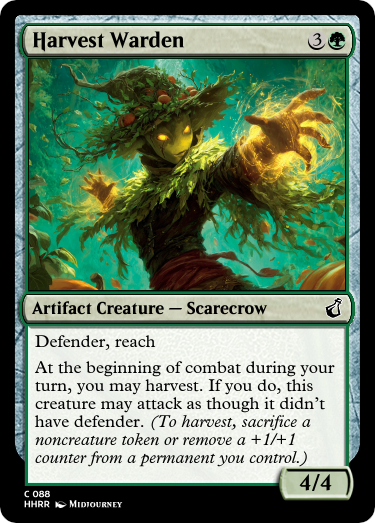 Harvest Warden 3
Artifact Creature — Scarecrow
Defender, reach
At the beginning of combat during your
turn, you may harvest. If you do, this
creature may attack as though it didn't
have defender. (To harvest, sacrifice a
noncreature token or remove a +1/+1
counter from a permanent you control.)
4/4
C 088
HHRR MIDJOURNEY